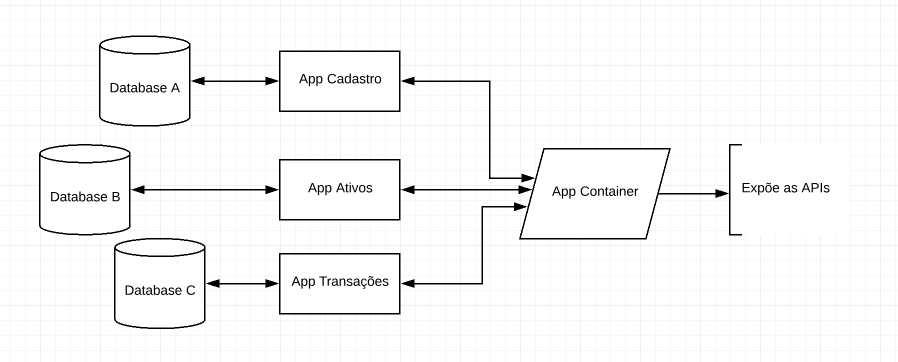 Database A
App Cadastro
Database B
App Ativos
App Container
Expõe as APIs
Database C
App Transações